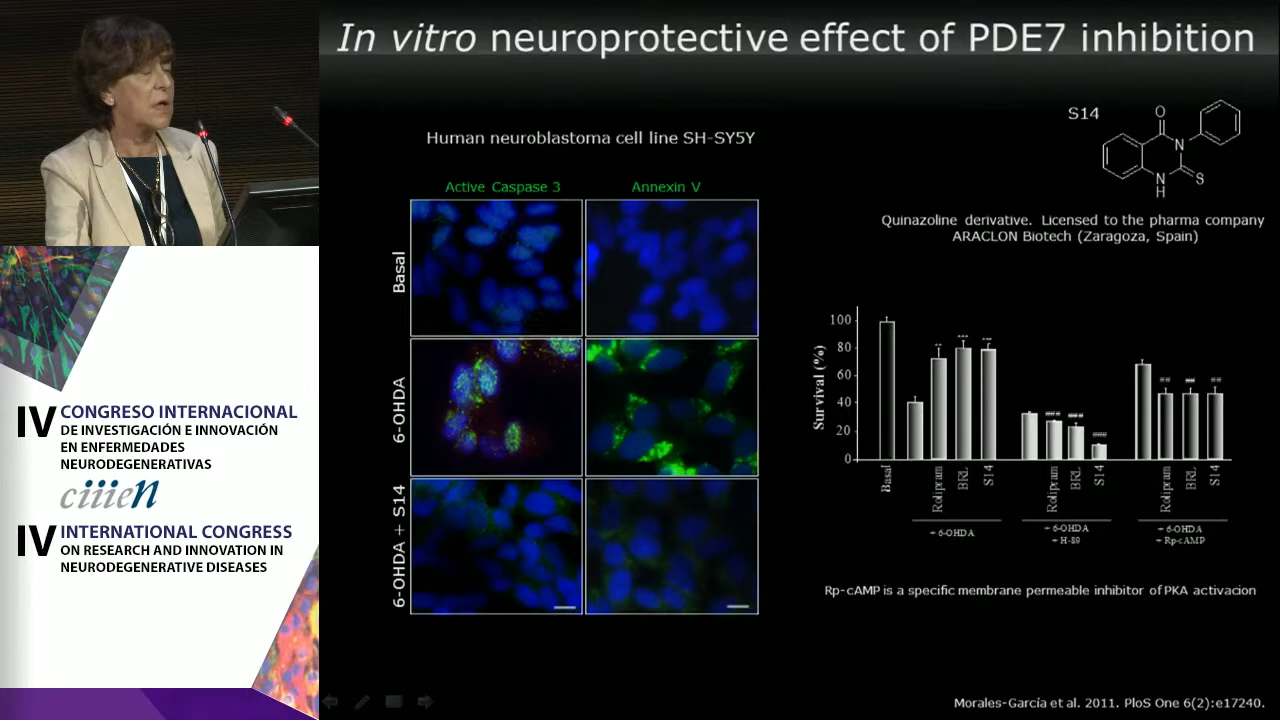 In vitro neuroprotective effect of PDE7 inhibition
Human neuroblastoma cell line SH-SY5Y
Active Caspase 3
Annexin V
Basal
6-OHDA
6-OHDA + S14
S14
O
N
N
H
S
Quinazoline derivative. Licensed to the pharma company
ARACLON Biotech (Zaragoza, Spain)
Survival (%)
100
80
60
40
20
0
Basal
Rolipram
BRL
S14
+ 6-OHDA
Rolipram
BRL
S14
+ 6-OHDA
+ H-89
Rolipram
BRL
S14
+ 6-OHDA
+ Rp-cAMP
Rp-cAMP is a specific membrane permeable inhibitor of PKA activacion
Morales-García et al. 2011. PloS One 6(2):e17240.
IV CONGRESO INTERNACIONAL
DE INVESTIGACIÓN E INNOVACIÓN
EN ENFERMEDADES
NEURODEGENERATIVAS
ciiieN
IV INTERNATIONAL CONGRESS
ON RESEARCH AND INNOVATION IN
NEURODEGENERATIVE DISEASES